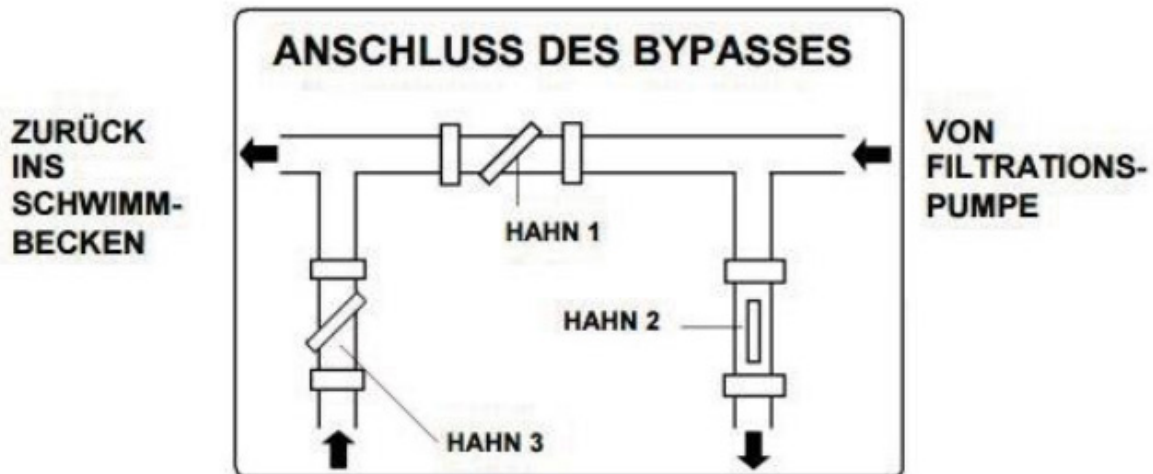 ANSCHLUSS DES BYPASSES
ZURÜCK
INS
SCHWIMM-
BECKEN
VON
FILTRATIONS-
PUMPE
HAHN 1
HAHN 2
HAHN 3